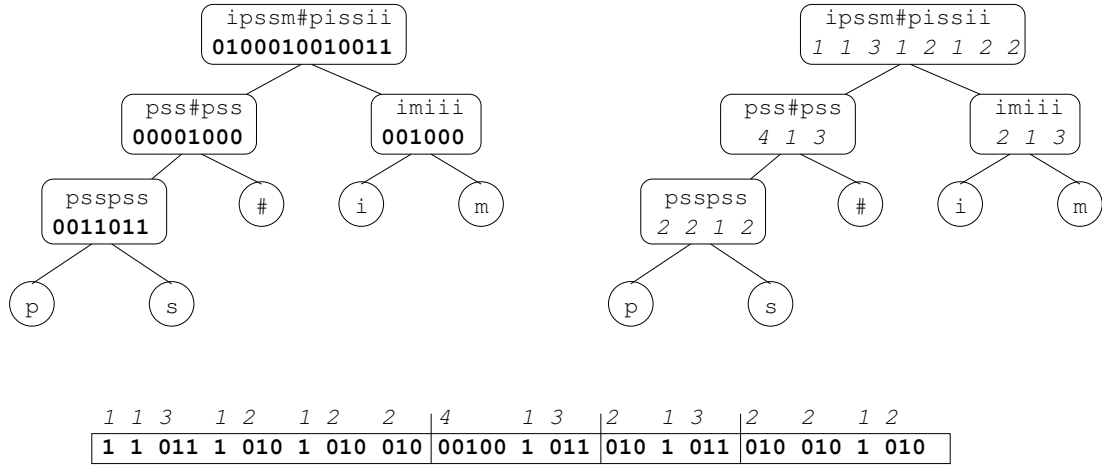 ipssm#pissii
0100010010011
pss#pss
00001000
imiii
001000
psspss
0011011
#
i
m
p
s
ipssm#pissii
1 1 3 1 2 1 2 2
pss#pss
4 1 3
imiii
2 1 3
psspss
2 2 1 2
#
i
m
p
s
1 1 3 1 2 1 2 2 4 1 3 2 1 3 2 2 1 2
1 1 011 1 010 1 010 010 00100 1 011 010 1 011 010 010 1 010